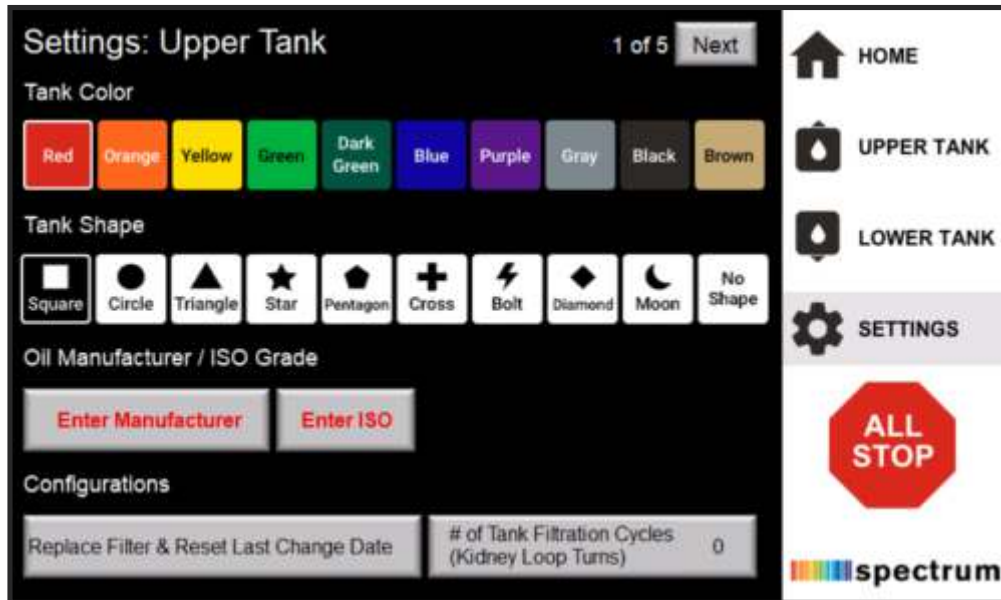 Settings: Upper Tank
1 of 5 Next
Tank Color
Red Orange Yellow Green Dark Green Blue Purple Gray Black Brown
Tank Shape
Square Circle Triangle Star Pentagon Cross Bolt Diamond Moon No Shape
Oil Manufacturer / ISO Grade
Enter Manufacturer Enter ISO
Configurations
Replace Filter & Reset Last Change Date
# of Tank Filtration Cycles
(Kidney Loop Turns)
0
HOME
UPPER TANK
LOWER TANK
SETTINGS
ALL
STOP
spectrum